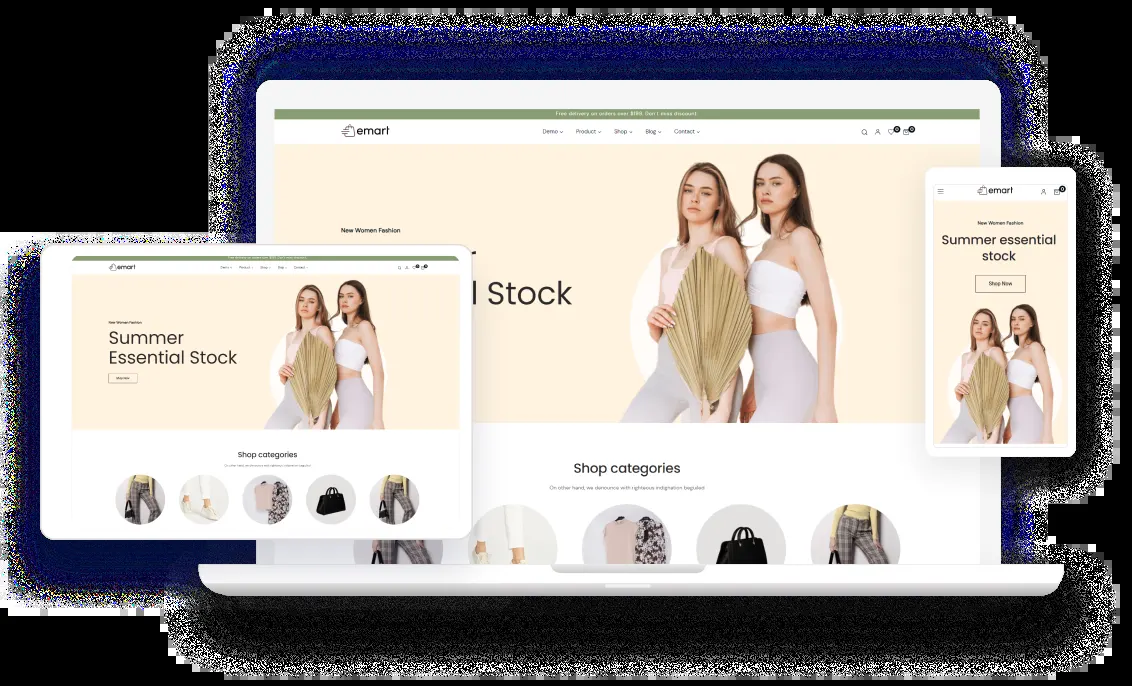 Free delivery on orders over $199. Don't miss discount.
emart
Demo Product Shop Blog Contact
0 0
New Women Fashion
l Stock
Shop categories
On other hand, we denounce with righteous indignation beguiled
Free delivery on orders over $199. Don't miss discount.
emart
Demo Product Shop Blog Contact
New Women Fashion
Summer
Essential Stock
Shop Now
Shop categories
On other hand, we denounce with righteous indignation beguiled
emart
0
New Women Fashion
Summer essential
stock
Shop Now